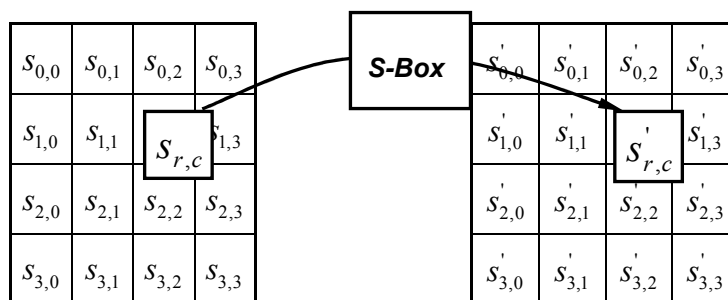 s0,0 s0,1 s0,2 s0,3
s1,0 s1,1 s1,3
s2,0 s2,1 s2,2 s2,3
s3,0 s3,1 s3,2 s3,3
sr,c
S-Box
s'0,0 s'0,1 s'0,2 s'0,3
s'1,0 s'1,1 s'1,3
s'2,0 s'2,1 s'2,2 s'2,3
s'3,0 s'3,1 s'3,2 s'3,3
s'r,c